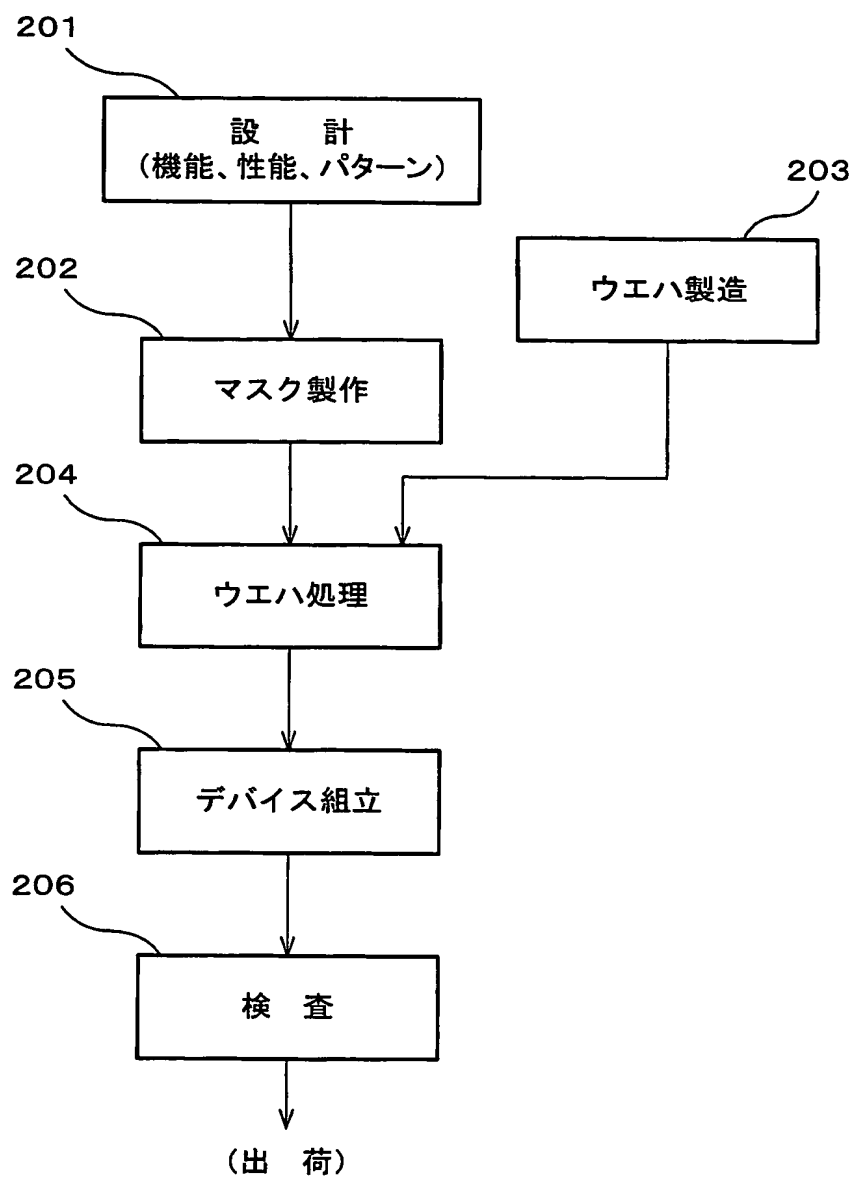 201
設 計
(機能、性能、パターン)
203
ウエハ製造
202
マスク製作
204
ウエハ処理
205
デバイス組立
206
検 査
(出 荷)